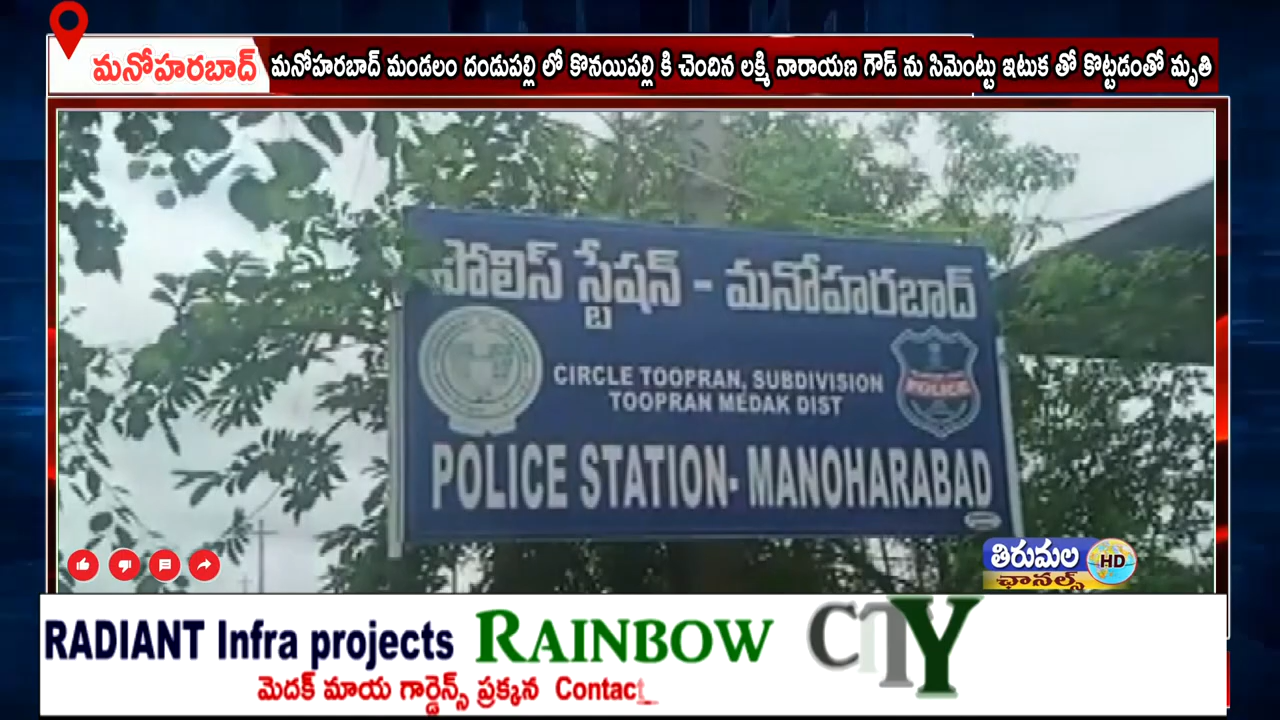 మనోహరబాద్ మనోహరబాద్ మండలం దండుపల్లి లో కొనయిపల్లి కి చెందిన లక్ష్మి నారాయణ గౌడ్ ను సిమెంట్టు ఇటుక తో కొట్టడంతో మృతి
పోలిస్ స్టేషన్ - మనోహరబాద్
CIRCLE TOOPRAN, SUBDIVISION
TOOPRAN MEDAK DIST
POLICE
POLICE STATION- MANOHARABAD
తిరుమల
ఛానల్స్
HD
RADIANT Infra projects RAINBOW CITY
మెదక్ మాయ గార్డెన్స్ ప్రక్కన Contact